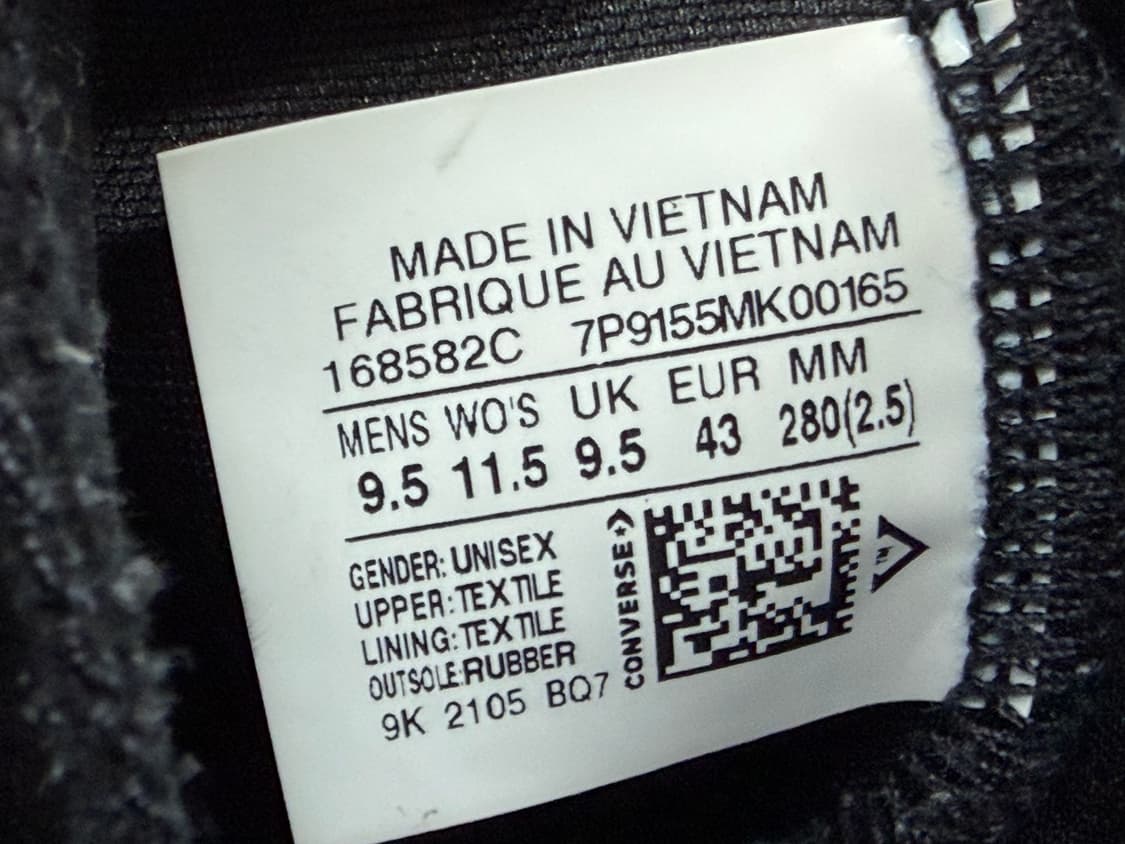 MADE IN VIETNAM
FABRIQUE AU VIETNAM
168582C 7P9155MK00165
MENS WO'S UK EUR MM
9.5 11.5 9.5 43 280(2.5)
GENDER: UNISEX
UPPER: TEXTILE
LINING: TEXTILE
OUTSOLE: RUBBER
9K 2105 BQ7
CONVERSE
TM